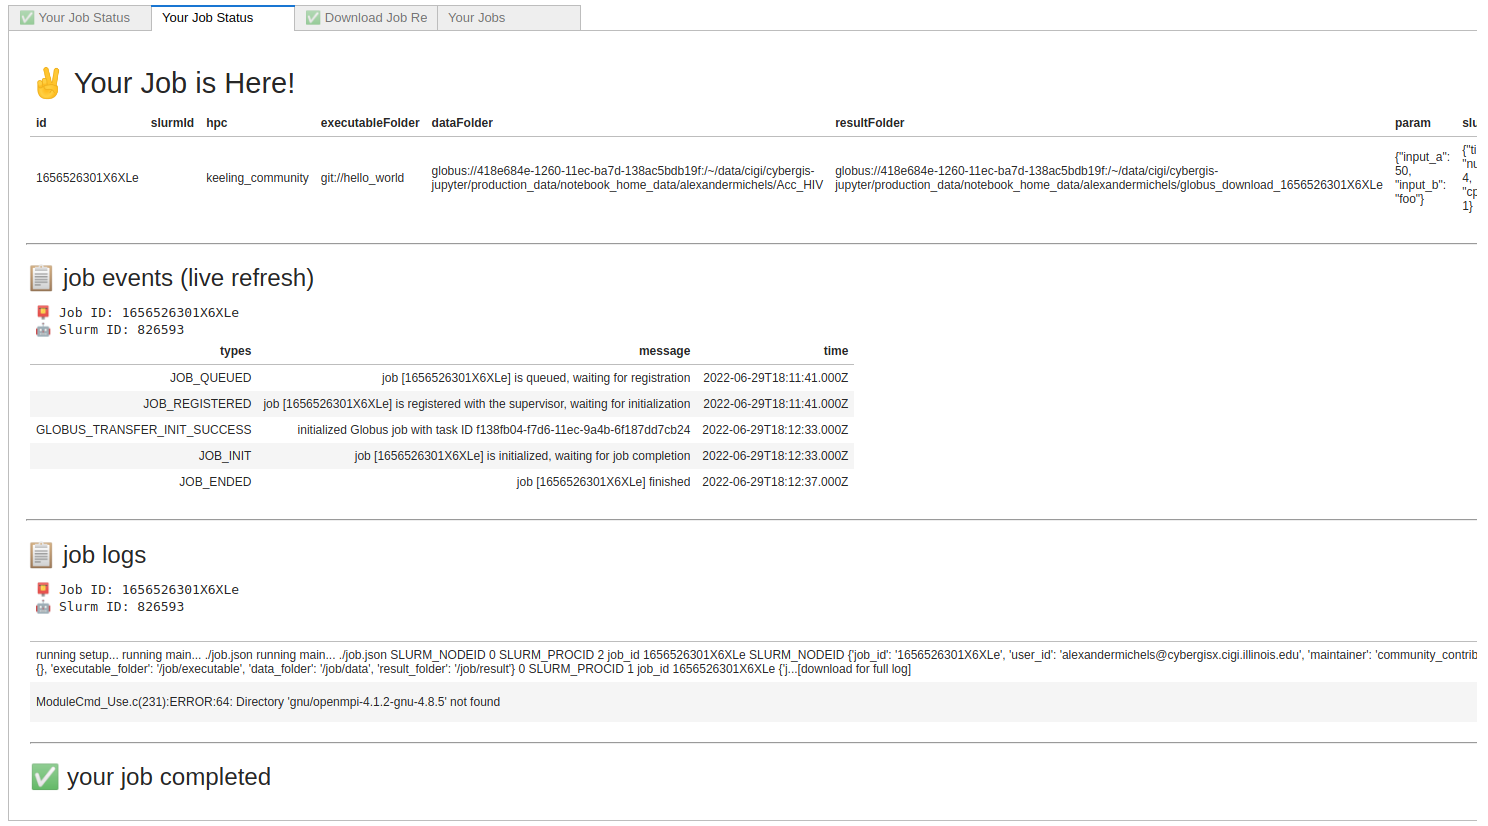 ✅ Your Job Status
Your Job Status
✅ Download Job Re
Your Jobs
✌ Your Job is Here!
id slurmId hpc executableFolder dataFolder resultFolder param slu
1656526301X6XLe keeling_community git://hello_world globus://418e684e-1260-11ec-ba7d-138ac5bdb19f:/~/data/cigi/cybergis-
jupyter/production_data/notebook_home_data/alexandermichels/Acc_HIV
globus://418e684e-1260-11ec-ba7d-138ac5bdb19f:/~/data/cigi/cybergis-
jupyter/production_data/notebook_home_data/alexandermichels/globus_download_1656526301X6XLe
{"input_a":
50,
"input_b":
"foo"}
{"ti
"nu
4,
"cp
1}
📋 job events (live refresh)
📮 Job ID: 1656526301X6XLe
🤖 Slurm ID: 826593
types message time
JOB_QUEUED job [1656526301X6XLe] is queued, waiting for registration 2022-06-29T18:11:41.000Z
JOB_REGISTERED job [1656526301X6XLe] is registered with the supervisor, waiting for initialization 2022-06-29T18:11:41.000Z
GLOBUS_TRANSFER_INIT_SUCCESS initialized Globus job with task ID f138fb04-f7d6-11ec-9a4b-6f187dd7cb24 2022-06-29T18:12:33.000Z
JOB_INIT job [1656526301X6XLe] is initialized, waiting for job completion 2022-06-29T18:12:33.000Z
JOB_ENDED job [1656526301X6XLe] finished 2022-06-29T18:12:37.000Z
📋 job logs
📮 Job ID: 1656526301X6XLe
🤖 Slurm ID: 826593
running setup... running main... ./job.json running main... ./job.json SLURM_NODEID 0 SLURM_PROCID 2 job_id 1656526301X6XLe SLURM_NODEID {'job_id': '1656526301X6XLe', 'user_id': 'alexandermichels@cybergisx.cigi.illinois.edu', 'maintainer': 'community_contrib
{}, 'executable_folder': '/job/executable', 'data_folder': '/job/data', 'result_folder': '/job/result'} 0 SLURM_PROCID 1 job_id 1656526301X6XLe {'j...[download for full log]
ModuleCmd_Use.c(231):ERROR:64: Directory 'gnu/openmpi-4.1.2-gnu-4.8.5' not found
✅ your job completed